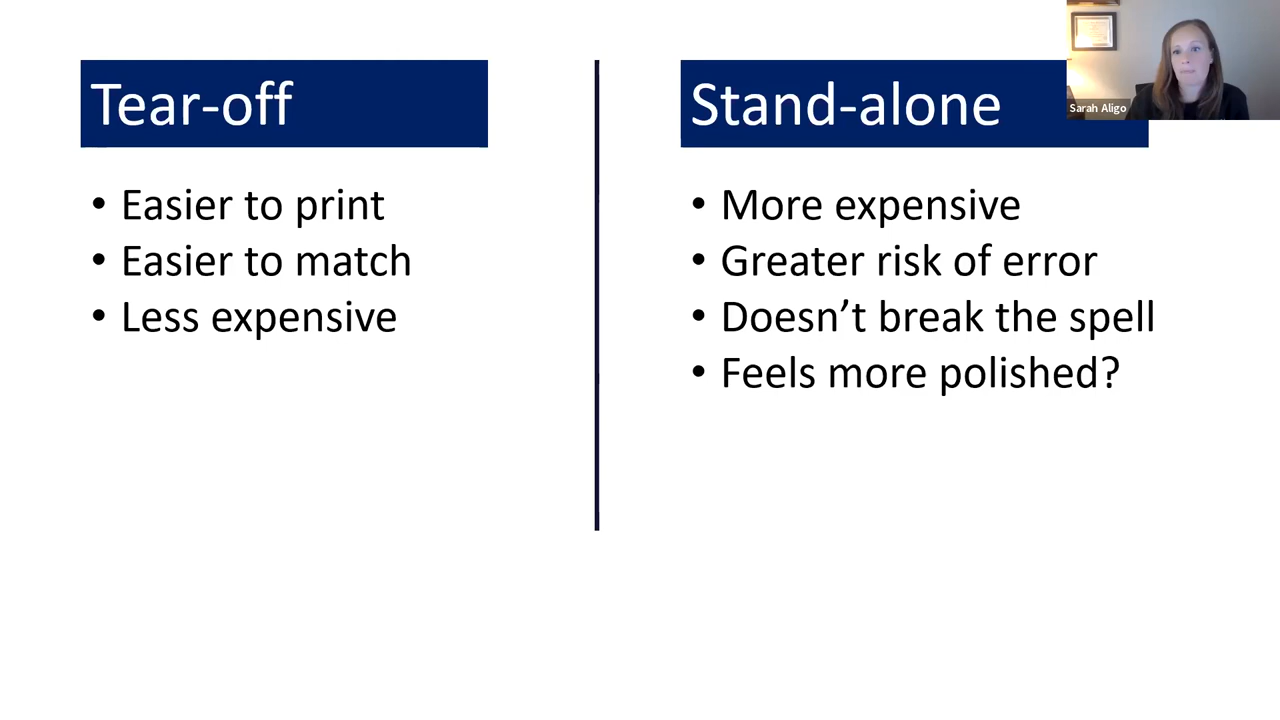 Tear-off
• Easier to print
• Easier to match
• Less expensive
Stand-alone
• More expensive
• Greater risk of error
• Doesn’t break the spell
• Feels more polished?
Sarah Aligo